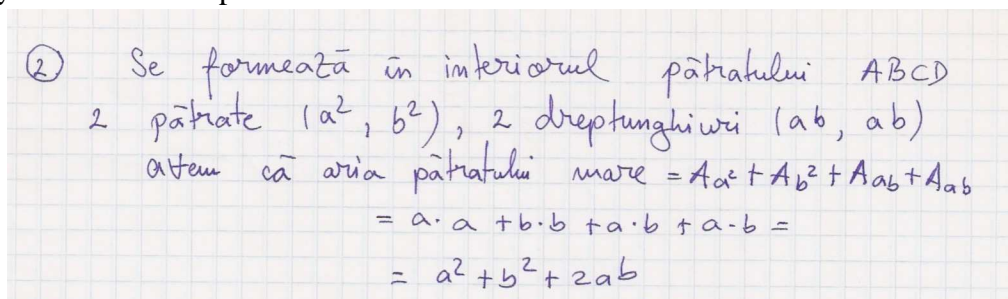 ② Se formează în interiorul pătratului ABCD
2 pătrate (a², b²), 2 dreptunghiuri (ab, ab)
avem că aria pătratului mare = Aa² + Ab² + Aab + Aab
= a · a + b · b + a · b + a · b =
= a² + b² + 2ab